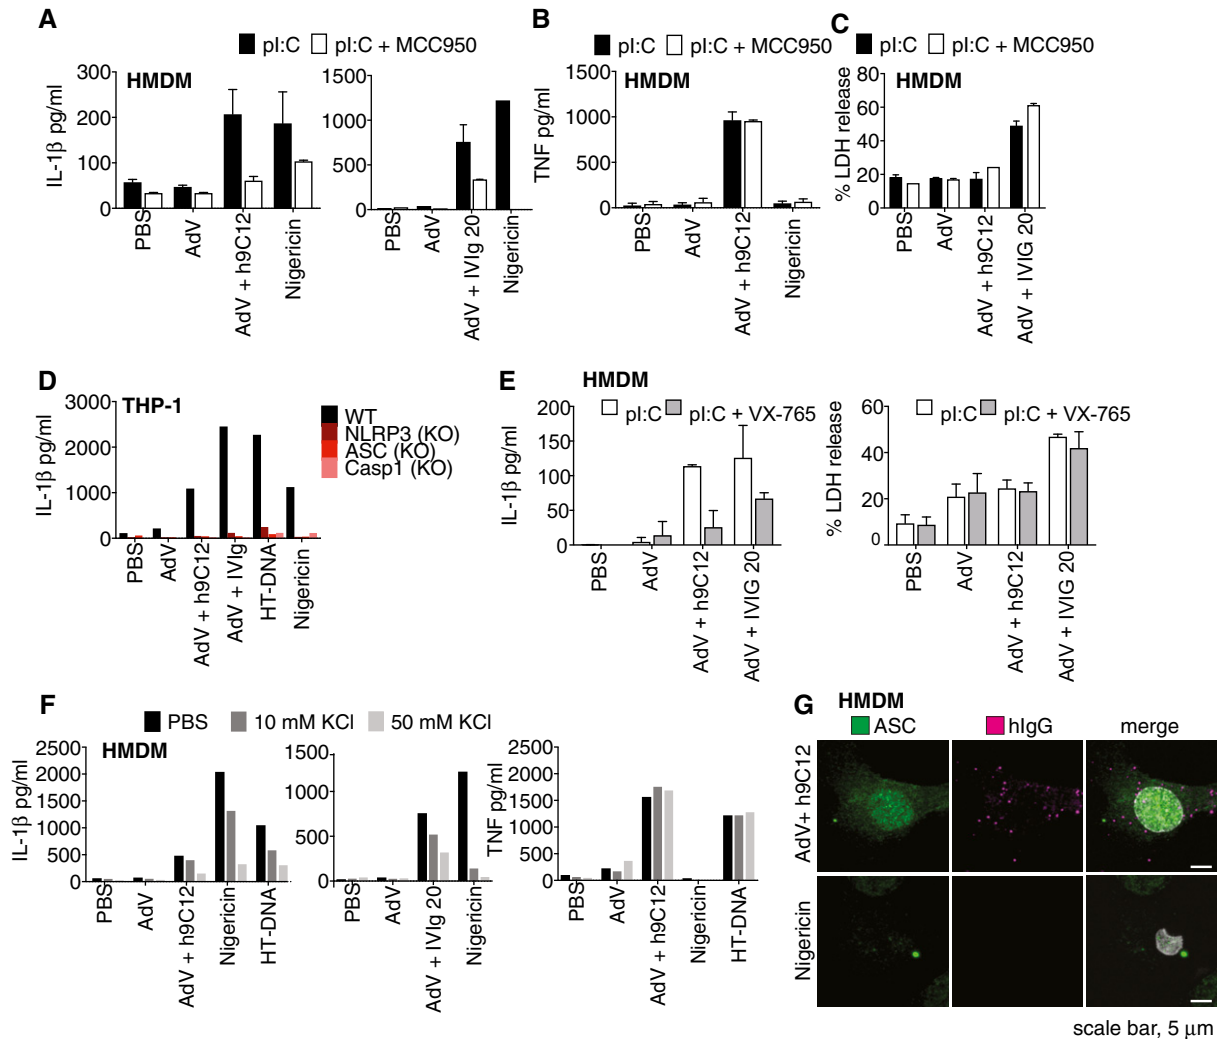 A
pI:C pI:C + MCC950
HMDM
IL-1β pg/ml
300
200
100
0
PBS
AdV
AdV + h9C12
Nigericin
1500
1000
500
0
PBS
AdV
AdV + IVIg 20
Nigericin
B
pI:C pI:C + MCC950
HMDM
TNF pg/ml
1500
1000
500
0
PBS
AdV
AdV + h9C12
Nigericin
C
pI:C pI:C + MCC950
HMDM
% LDH release
80
60
40
20
0
PBS
AdV
AdV + h9C12
AdV + IVIG 20
D
THP-1
IL-1β pg/ml
3000
2000
1000
0
WT
NLRP3 (KO)
ASC (KO)
Casp1 (KO)
PBS
AdV
AdV + h9C12
AdV + IVIg
HT-DNA
Nigericin
E
HMDM
pI:C pI:C + VX-765
IL-1β pg/ml
200
150
100
50
0
PBS
AdV
AdV + h9C12
AdV + IVIG 20
pI:C pI:C + VX-765
% LDH release
60
40
20
0
PBS
AdV
AdV + h9C12
AdV + IVIG 20
F
PBS 10 mM KCl 50 mM KCl
HMDM
IL-1β pg/ml
2500
2000
1500
1000
500
0
PBS
AdV
AdV + h9C12
Nigericin
HT-DNA
1500
1000
500
0
PBS
AdV
AdV + IVIg 20
Nigericin
TNF pg/ml
2500
2000
1500
1000
500
0
PBS
AdV
AdV + h9C12
Nigericin
HT-DNA
G
HMDM
ASC hIgG merge
AdV+ h9C12
Nigericin
scale bar, 5 μm